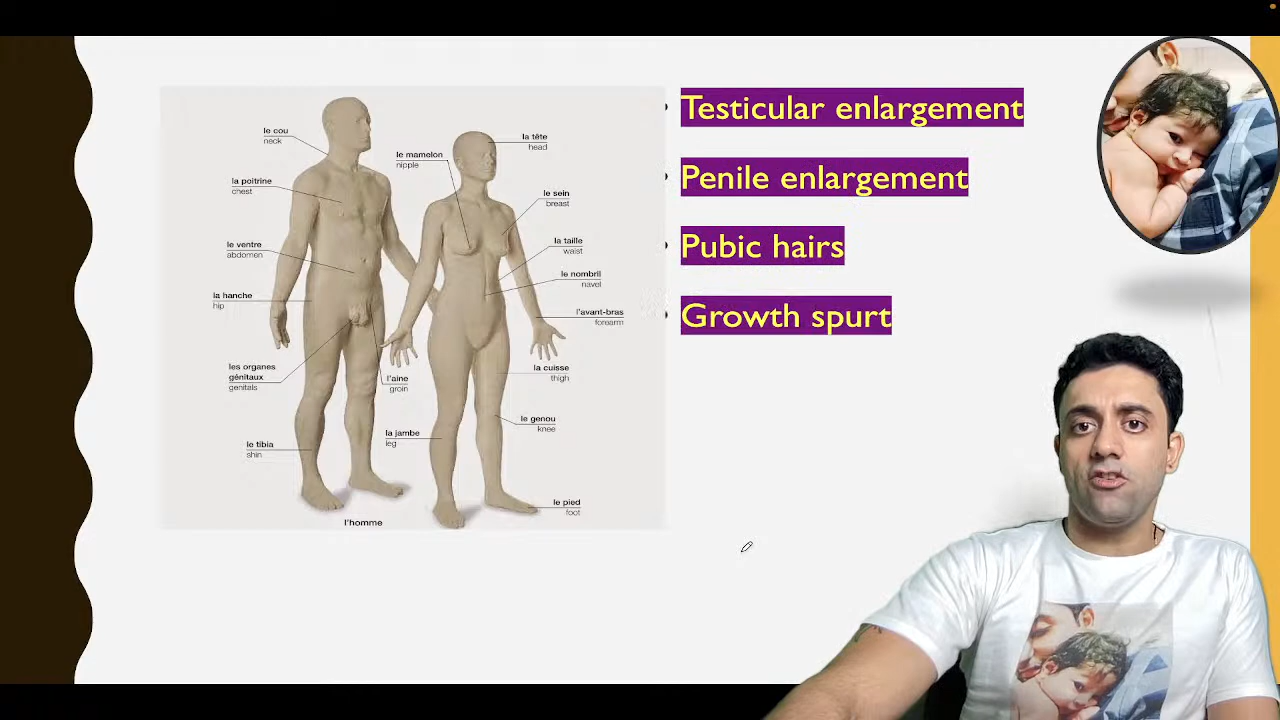 le cou
neck
la poitrine
chest
le ventre
abdomen
la hanche
hip
les organes
génitaux
genitals
le tibia
shin
l'homme
le mamelon
nipple
l'aine
groin
la jambe
leg
la tête
head
le sein
breast
la taille
waist
le nombril
navel
l'avant-bras
forearm
la cuisse
thigh
le genou
knee
le pied
foot
Testicular enlargement
Penile enlargement
Pubic hairs
Growth spurt